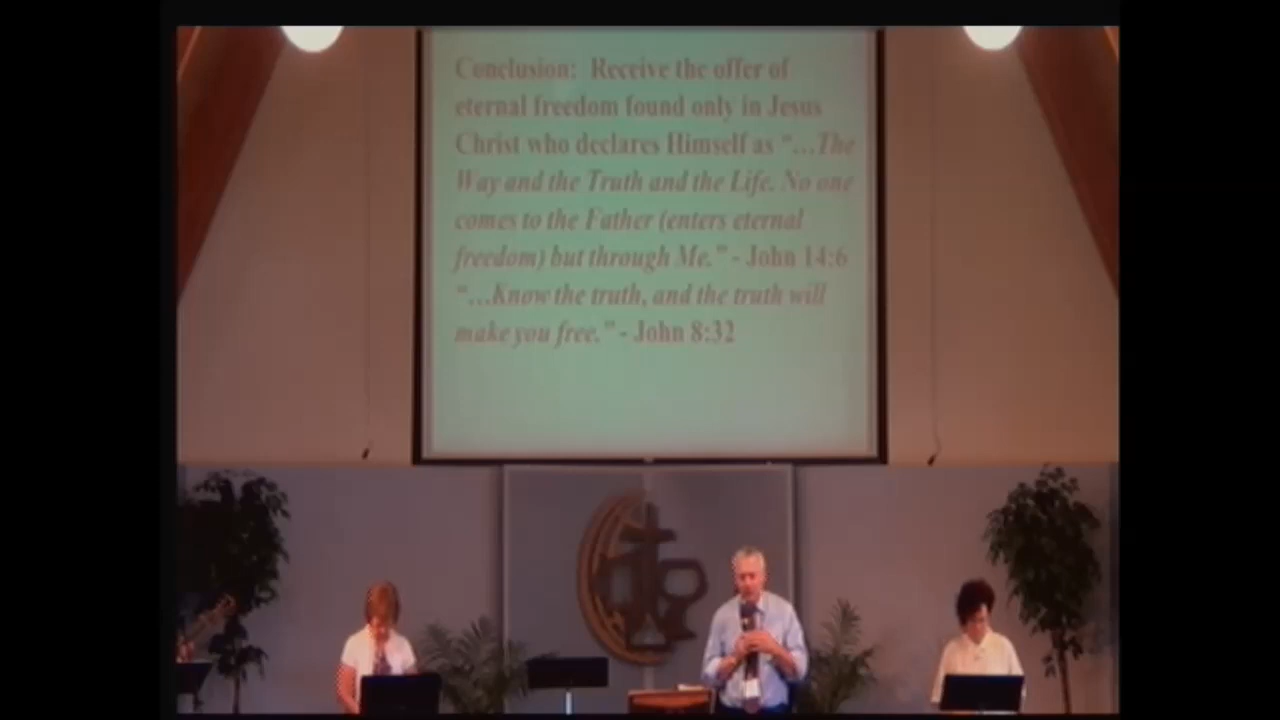 Conclusion: Receive the offer of
eternal freedom found only in Jesus
Christ who declares Himself as "...The
Way and the Truth and the Life. No one
comes to the Father (enters eternal
freedom) but through Me." - John 14:6
"...Know the truth, and the truth will
make you free." - John 8:32